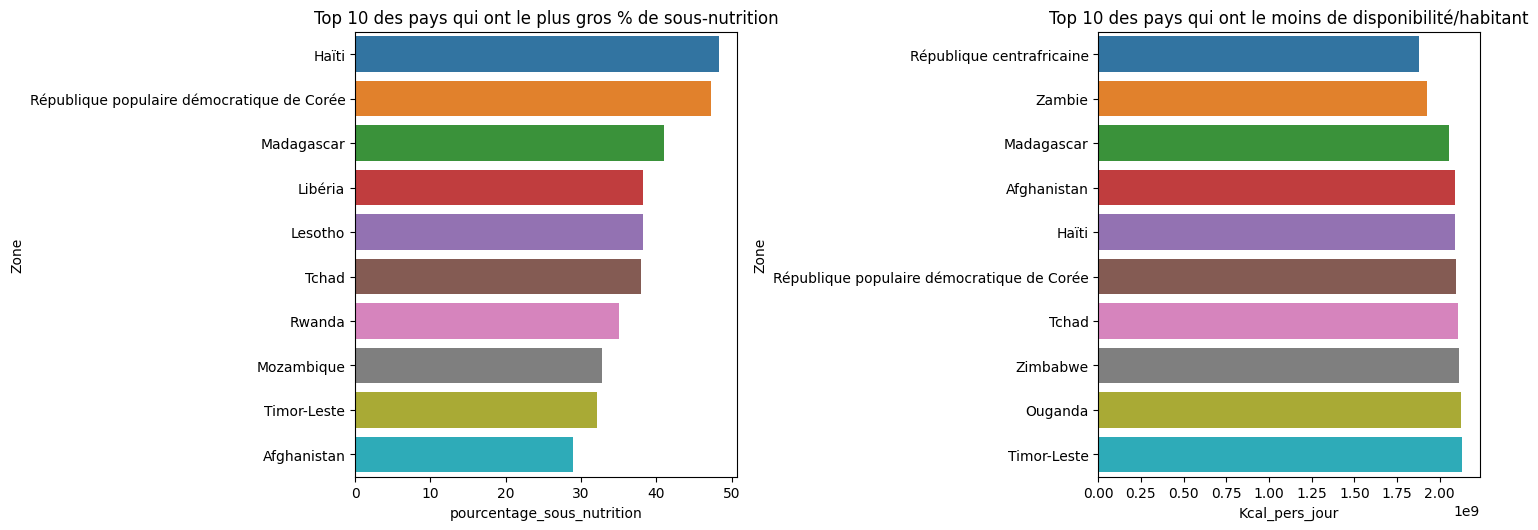 Top 10 des pays qui ont le plus gros % de sous-nutrition
Zone
Haïti
République populaire démocratique de Corée
Madagascar
Libéria
Lesotho
Tchad
Rwanda
Mozambique
Timor-Leste
Afghanistan
0 10 20 30 40 50
pourcentage_sous_nutrition
Top 10 des pays qui ont le moins de disponibilité/habitant
Zone
République centrafricaine
Zambie
Madagascar
Afghanistan
Haïti
République populaire démocratique de Corée
Tchad
Zimbabwe
Ouganda
Timor-Leste
0.00 0.25 0.50 0.75 1.00 1.25 1.50 1.75 2.00
1e9
Kcal_pers_jour